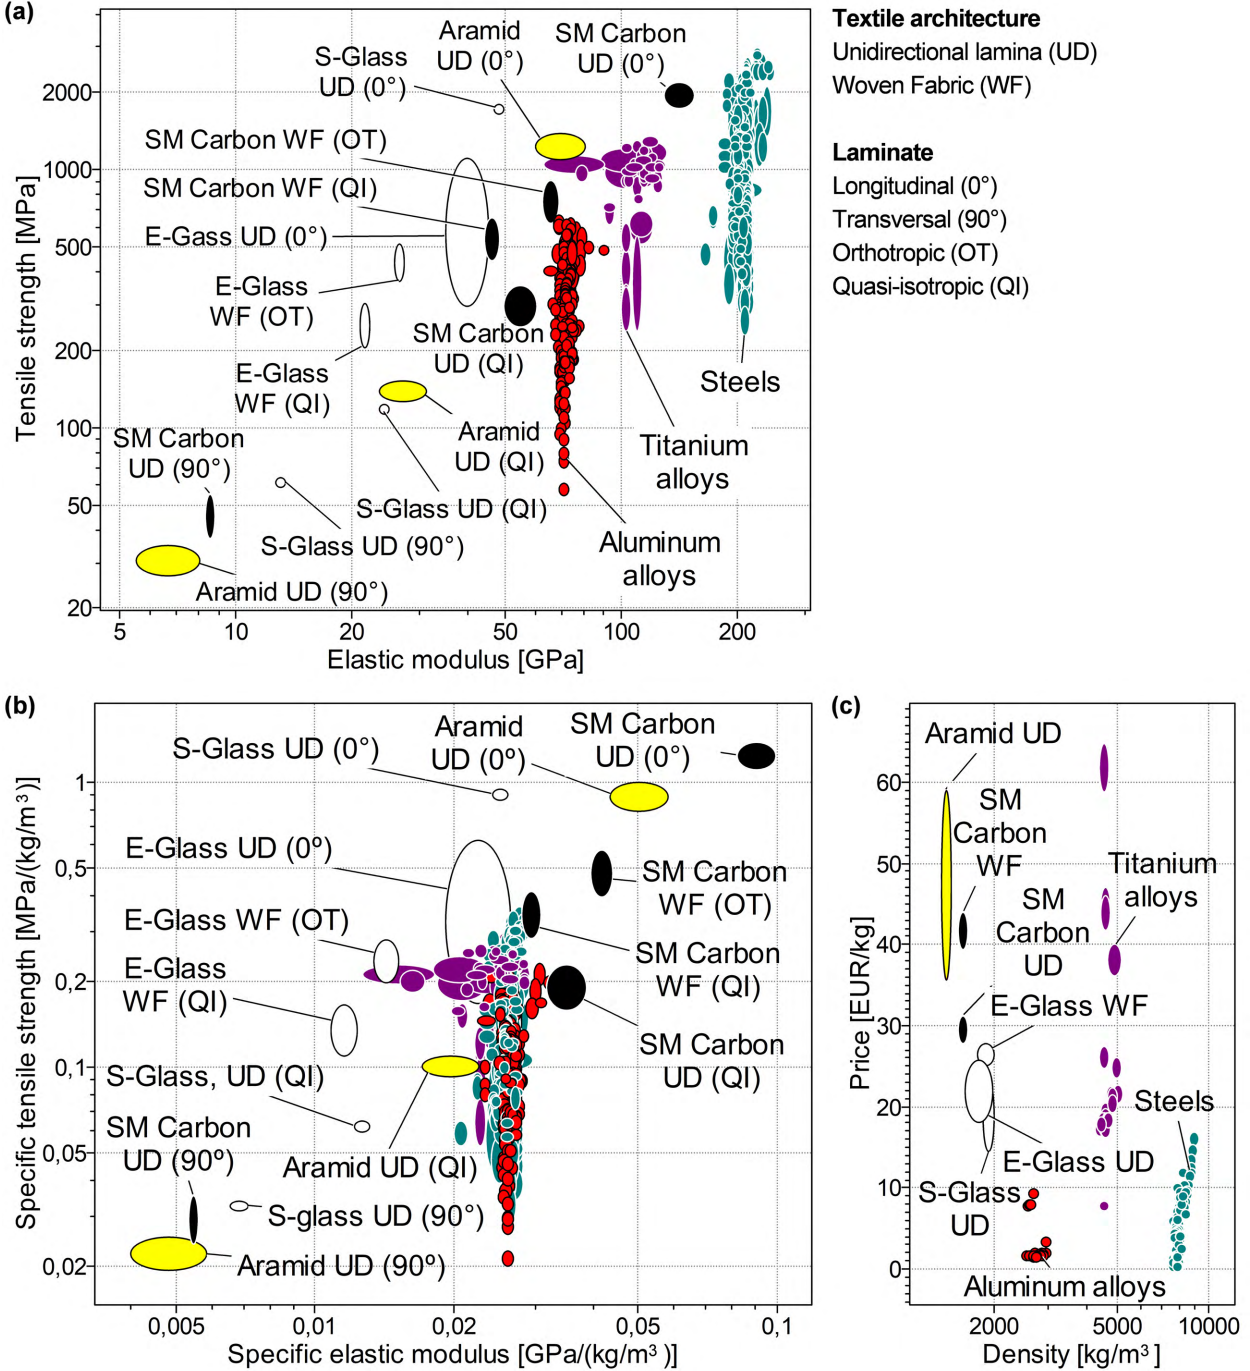 (a)
Textile architecture
Unidirectional lamina (UD)
Woven Fabric (WF)
Laminate
Longitudinal (0°)
Transversal (90°)
Orthotropic (OT)
Quasi-isotropic (QI)
Tensile strength [MPa]
2000
1000
500
200
100
50
20
5
10
20
50
100
200
Elastic modulus [GPa]
S-Glass
UD (0°)
Aramid
UD (0°)
SM Carbon
UD (0°)
SM Carbon WF (OT)
SM Carbon WF (QI)
E-Gass UD (0°)
E-Glass
WF (OT)
E-Glass
WF (QI)
SM Carbon
UD (QI)
SM Carbon
UD (90°)
Aramid
UD (QI)
S-Glass UD (QI)
S-Glass UD (90°)
Aramid UD (90°)
Steels
Titanium
alloys
Aluminum
alloys
(b)
Specific tensile strength [MPa/(kg/m³)]
1
0,5
0,2
0,1
0,05
0,02
0,005
0,01
0,02
0,05
0,1
Specific elastic modulus [GPa/(kg/m³)]
S-Glass UD (0°)
Aramid
UD (0º)
SM Carbon
UD (0°)
E-Glass UD (0º)
SM Carbon
WF (OT)
E-Glass WF (OT)
SM Carbon
WF (QI)
E-Glass
WF (QI)
SM Carbon
UD (QI)
S-Glass, UD (QI)
SM Carbon
UD (90º)
Aramid UD (QI)
S-glass UD (90°)
Aramid UD (90º)
(c)
Price [EUR/kg]
60
50
40
30
20
10
0
2000
5000
10000
Density [kg/m³]
Aramid UD
SM
Carbon
WF
Titanium
alloys
SM
Carbon
UD
E-Glass WF
Steels
E-Glass UD
S-Glass
UD
Aluminum alloys